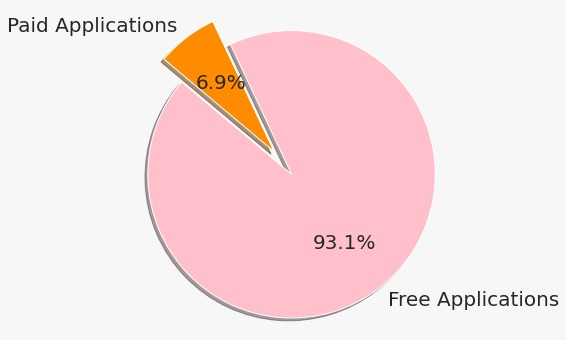 Paid Applications
6.9%
93.1%
Free Applications